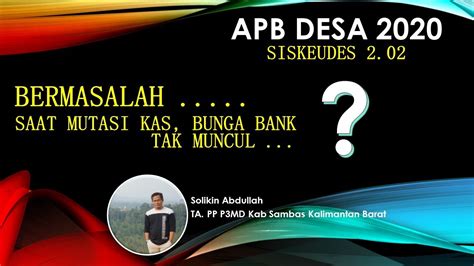 APB DESA 2020
SISKEUDES 2.02
BERMASALAH .....
SAAT MUTASI KAS, BUNGA BANK
TAK MUNCUL ...
?
Solikin Abdullah
TA. PP P3MD Kab Sambas Kalimantan Barat